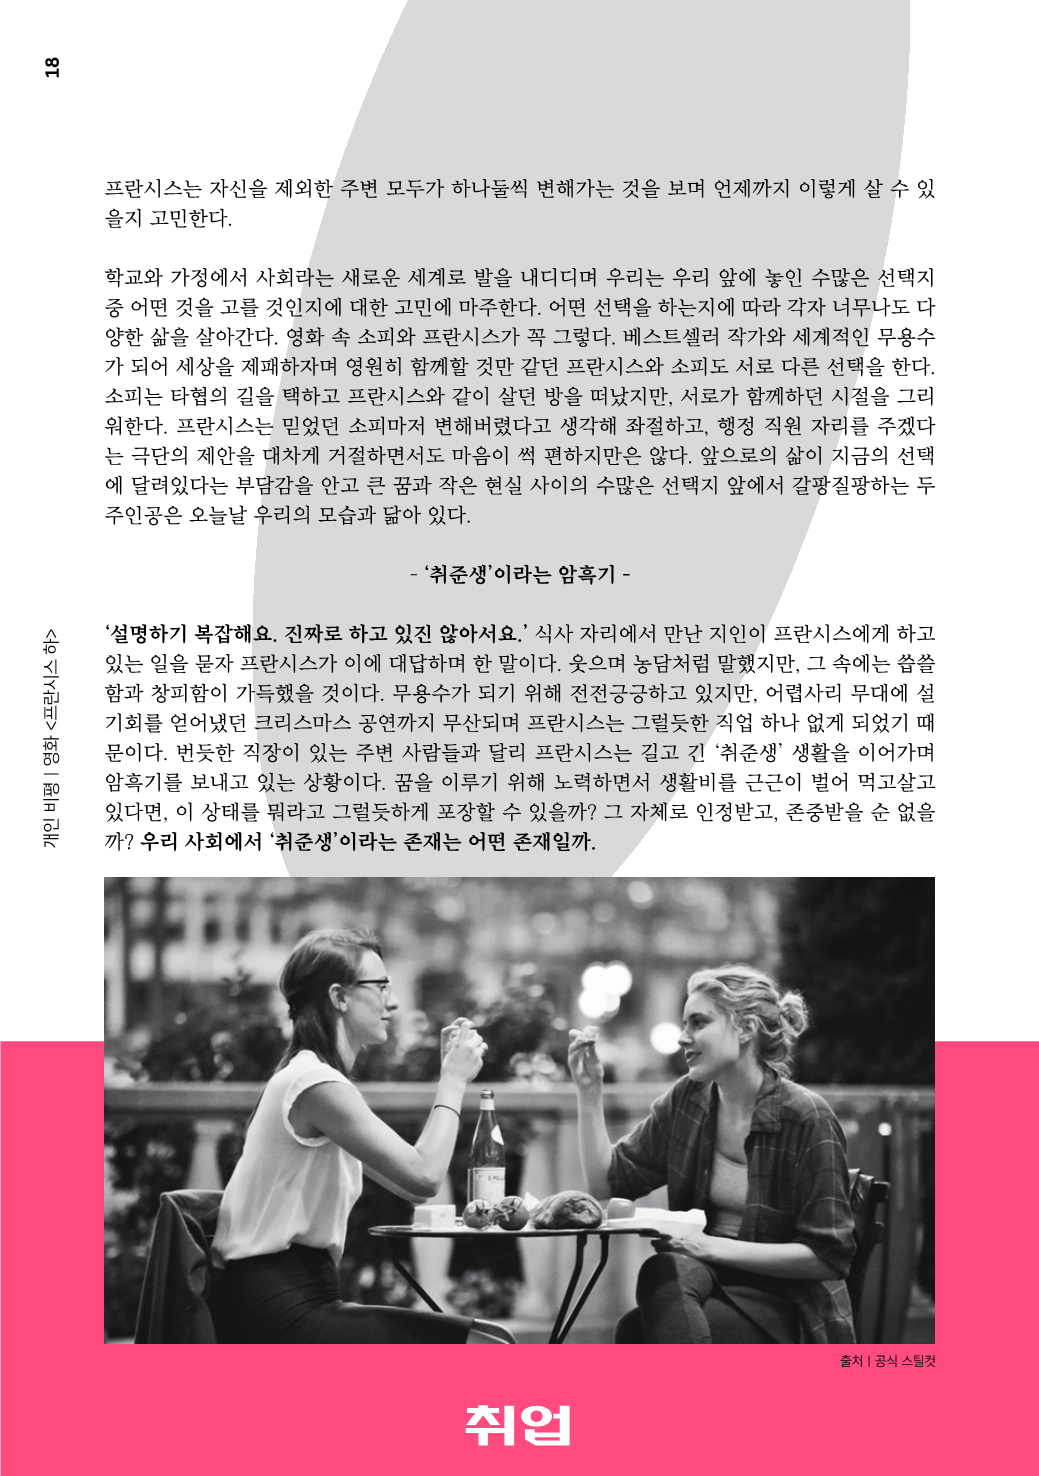 18
프란시스는 자신을 제외한 주변 모두가 하나둘씩 변해가는 것을 보며 언제까지 이렇게 살 수 있
을지 고민한다.
학교와 가정에서 사회라는 새로운 세계로 발을 내디디며 우리는 우리 앞에 놓인 수많은 선택지
중 어떤 것을 고를 것인지에 대한 고민에 마주한다. 어떤 선택을 하는지에 따라 각자 너무나도 다
양한 삶을 살아간다. 영화 속 소피와 프란시스가 꼭 그렇다. 베스트셀러 작가와 세계적인 무용수
가 되어 세상을 제패하자며 영원히 함께할 것만 같던 프란시스와 소피도 서로 다른 선택을 한다.
소피는 타협의 길을 택하고 프란시스와 같이 살던 방을 떠났지만, 서로가 함께하던 시절을 그리
워한다. 프란시스는 믿었던 소피마저 변해버렸다고 생각해 좌절하고, 행정 직원 자리를 주겠다
는 극단의 제안을 대차게 거절하면서도 마음이 썩 편하지만은 않다. 앞으로의 삶이 지금의 선택
에 달려있다는 부담감을 안고 큰 꿈과 작은 현실 사이의 수많은 선택지 앞에서 갈팡질팡하는 두
주인공은 오늘날 우리의 모습과 닮아 있다.
- ‘취준생’이라는 암흑기 -
‘설명하기 복잡해요. 진짜로 하고 있진 않아서요.’ 식사 자리에서 만난 지인이 프란시스에게 하고
있는 일을 묻자 프란시스가 이에 대답하며 한 말이다. 웃으며 농담처럼 말했지만, 그 속에는 씁쓸
함과 창피함이 가득했을 것이다. 무용수가 되기 위해 전전긍긍하고 있지만, 어렵사리 무대에 설
기회를 얻어냈던 크리스마스 공연까지 무산되며 프란시스는 그럴듯한 직업 하나 없게 되었기 때
문이다. 번듯한 직장이 있는 주변 사람들과 달리 프란시스는 길고 긴 ‘취준생’ 생활을 이어가며
암흑기를 보내고 있는 상황이다. 꿈을 이루기 위해 노력하면서 생활비를 근근이 벌어 먹고살고
있다면, 이 상태를 뭐라고 그럴듯하게 포장할 수 있을까? 그 자체로 인정받고, 존중받을 순 없을
까? 우리 사회에서 ‘취준생’이라는 존재는 어떤 존재일까.
개인 비평 | 영화 <프란시스 하>
출처 | 공식 스틸컷
취업